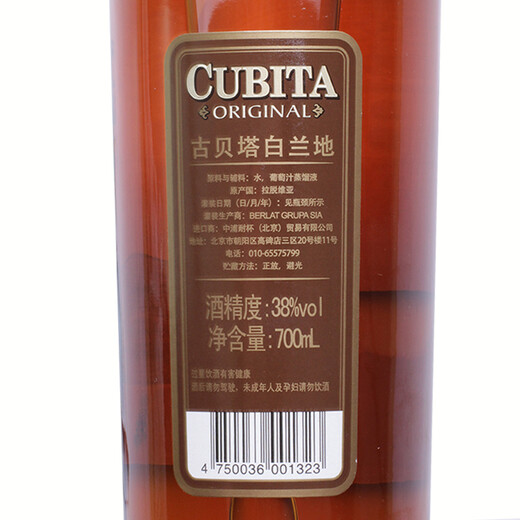 CUBITA
ORIGINAL
古贝塔白兰地
原料与辅料：水，葡萄汁蒸馏液
原产国：拉脱维亚
灌装日期（日/月/年）：见瓶颈所示
灌装生产商：BERLAT GRUPA SIA
进口商：中浦耐杯（北京）贸易有限公司
地址：北京市朝阳区高碑店三区20号楼11号
电话：010-65575799
贮藏方法：正放，避光
酒精度:38%vol
净含量:700mL
过量饮酒有害健康
酒后请勿驾驶，未成年人及孕妇请勿饮酒
4 750036 001323